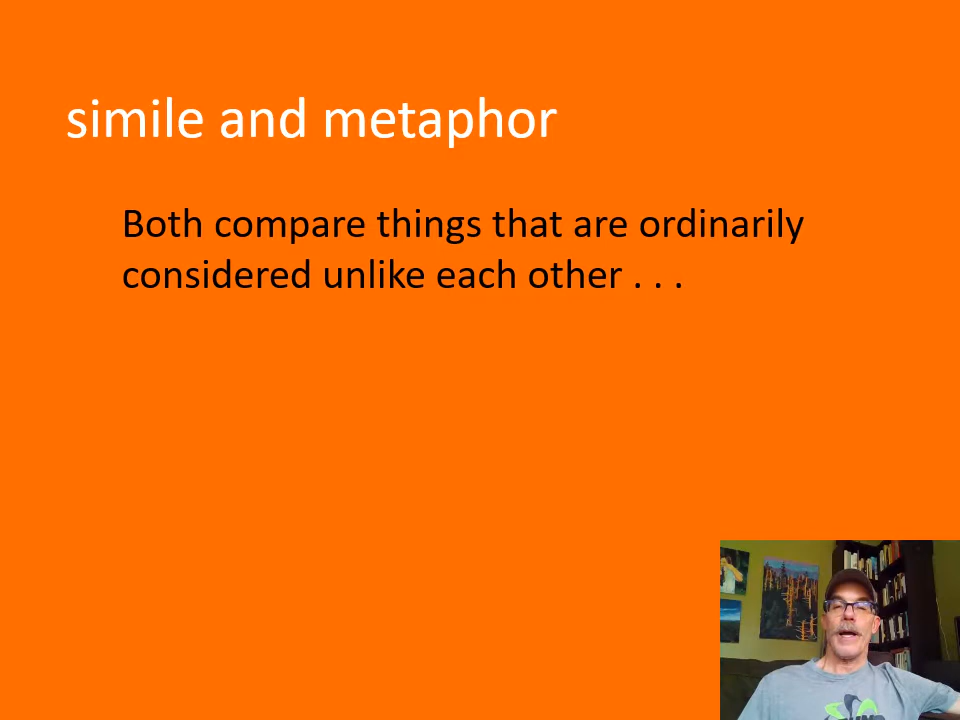 simile and metaphor
Both compare things that are ordinarily
considered unlike each other . . .